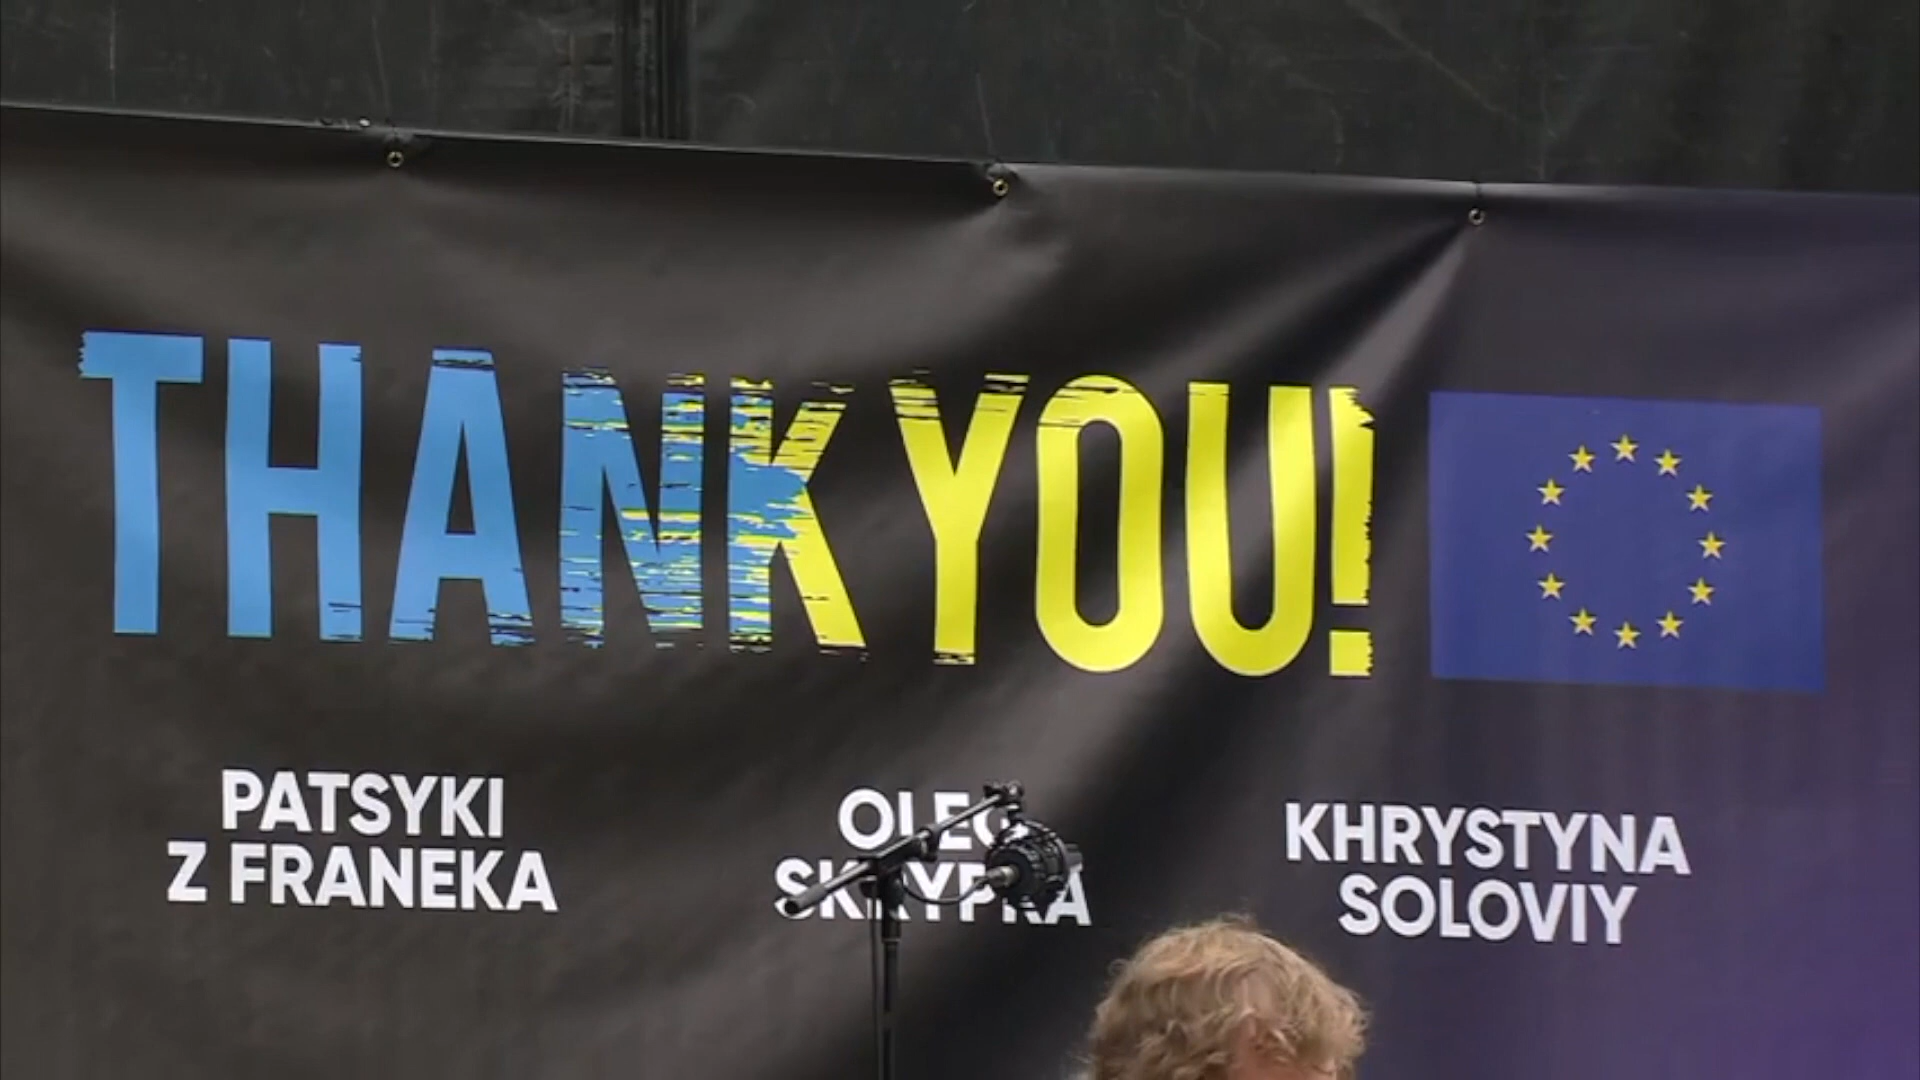 THANK YOU!
PATSYKI
Z FRANEKA
OLEG
SKRYPKA
KHRYSTYNA
SOLOVIY